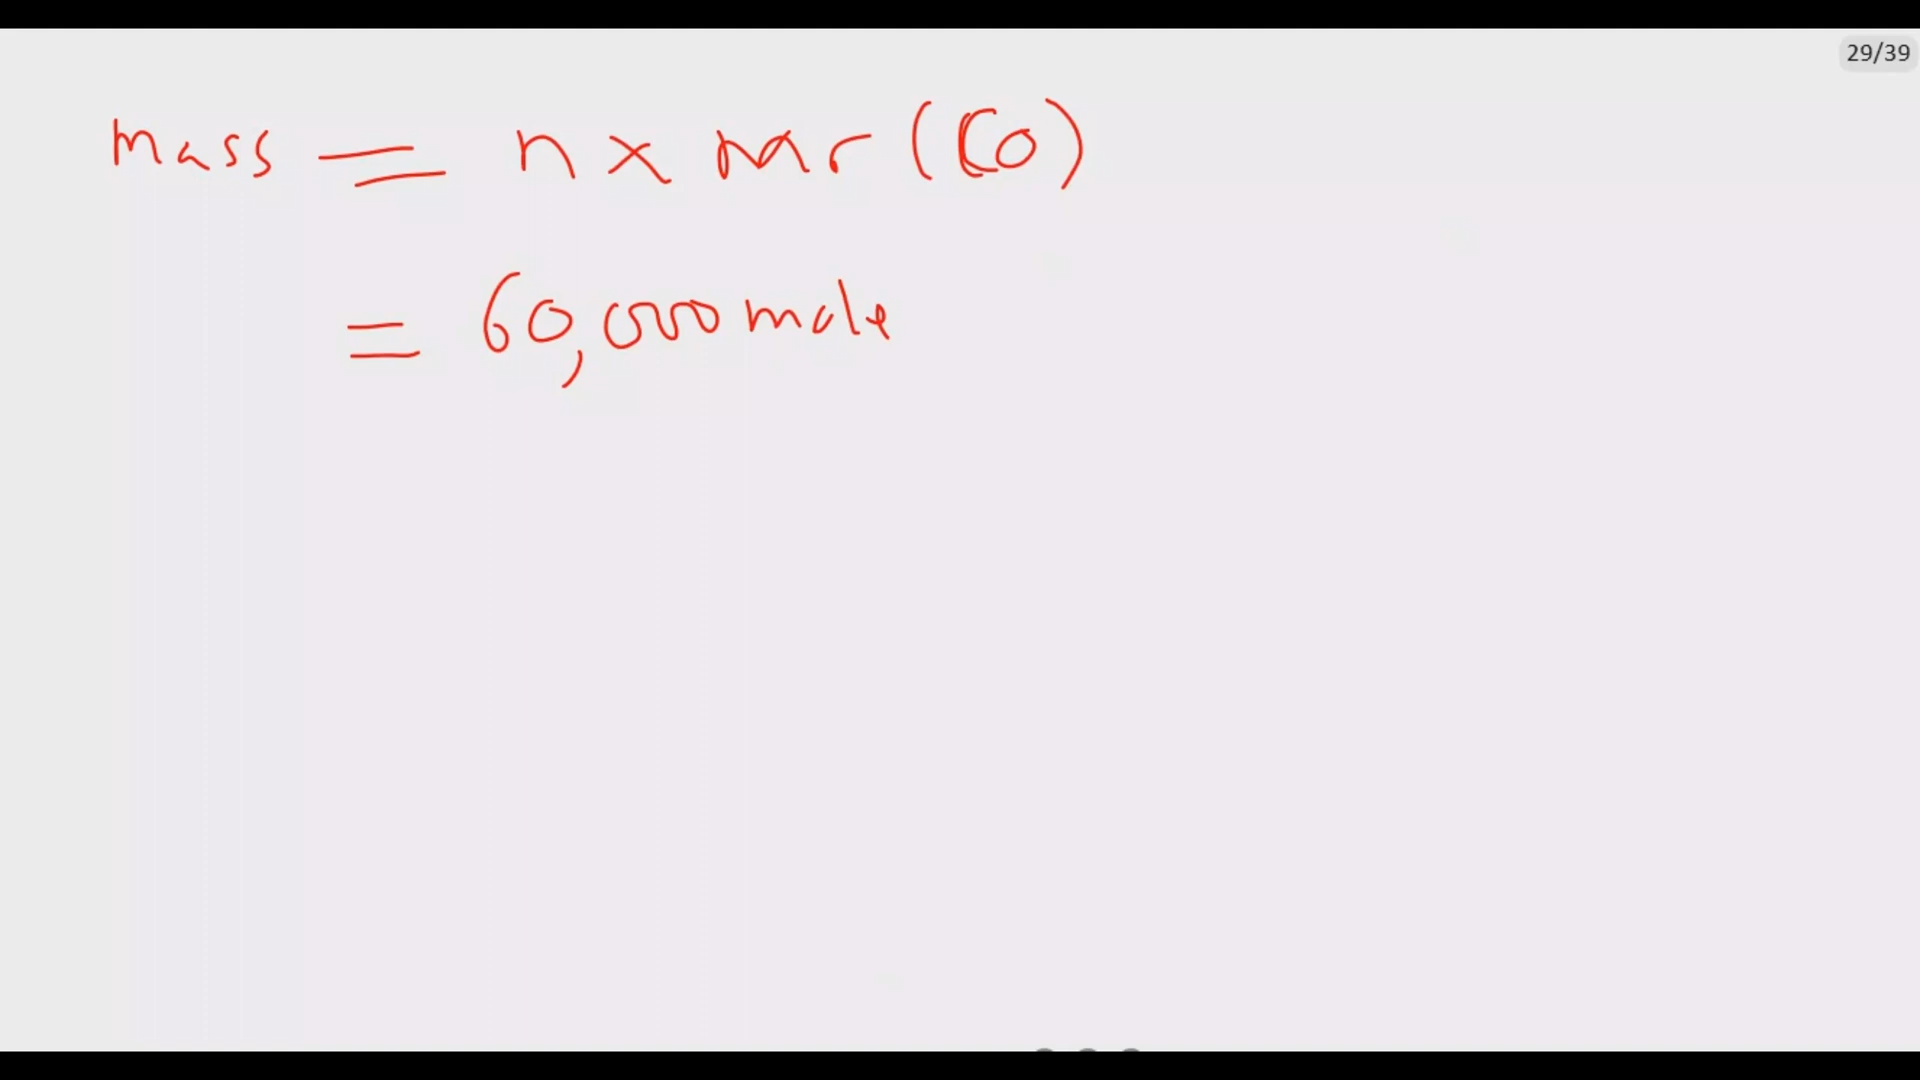 29/39
mass = n x Mr (CO)
= 60,000 mole